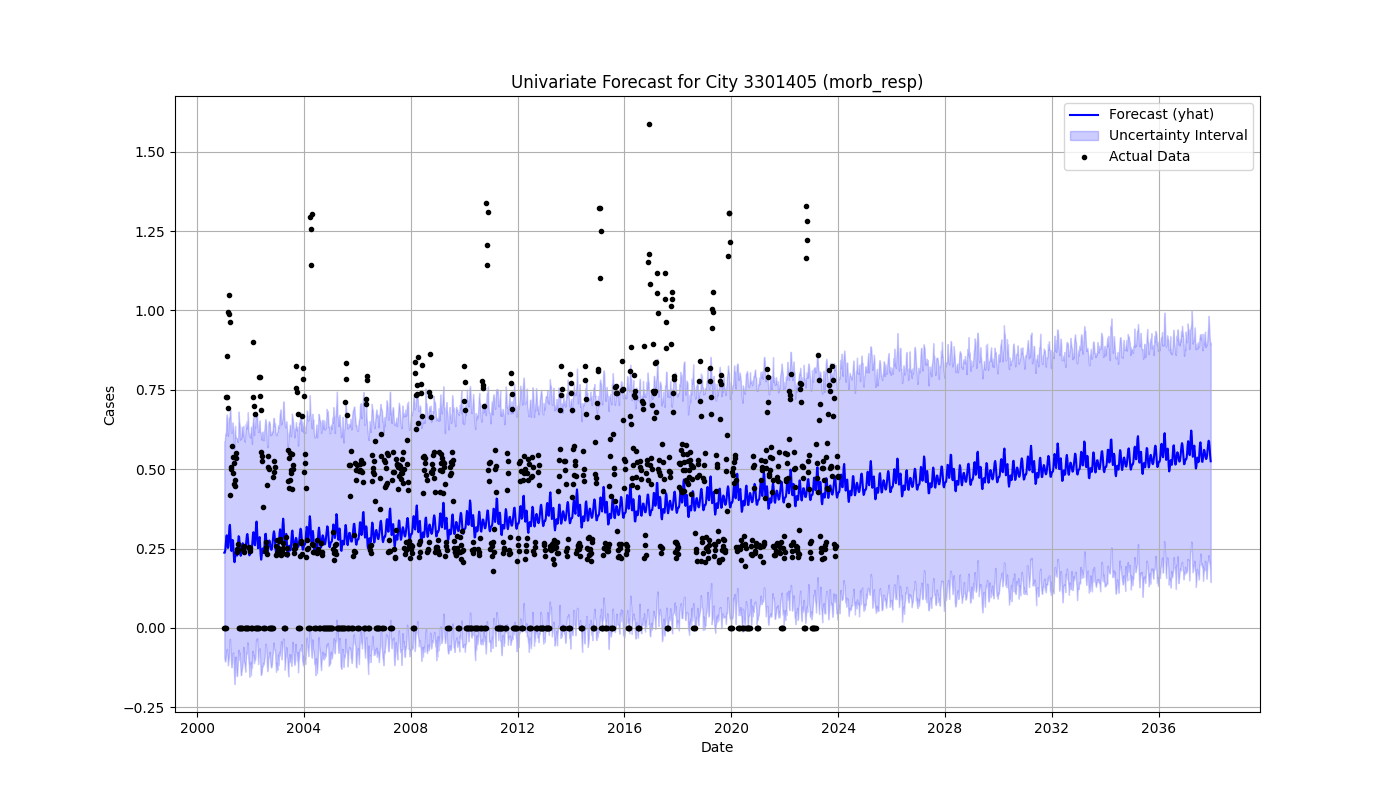 Univariate Forecast for City 3301405 (morb_resp)
Forecast (yhat)
Uncertainty Interval
Actual Data
Cases
1.50
1.25
1.00
0.75
0.50
0.25
0.00
−0.25
2000 2004 2008 2012 2016 2020 2024 2028 2032 2036
Date